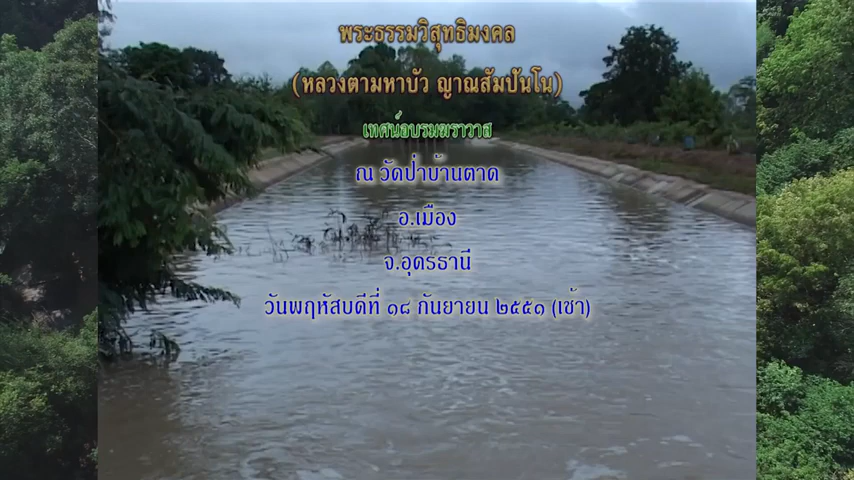 พระธรรมวิสุทธิมงคล
(หลวงตามหาบัว ญาณสัมปันโน)
เทศน์อบรมฆราวาส
ณ วัดป่าบ้านตาด
อ.เมือง
จ.อุดรธานี
วันพฤหัสบดีที่ ๑๘ กันยายน ๒๕๕๑ (เช้า)